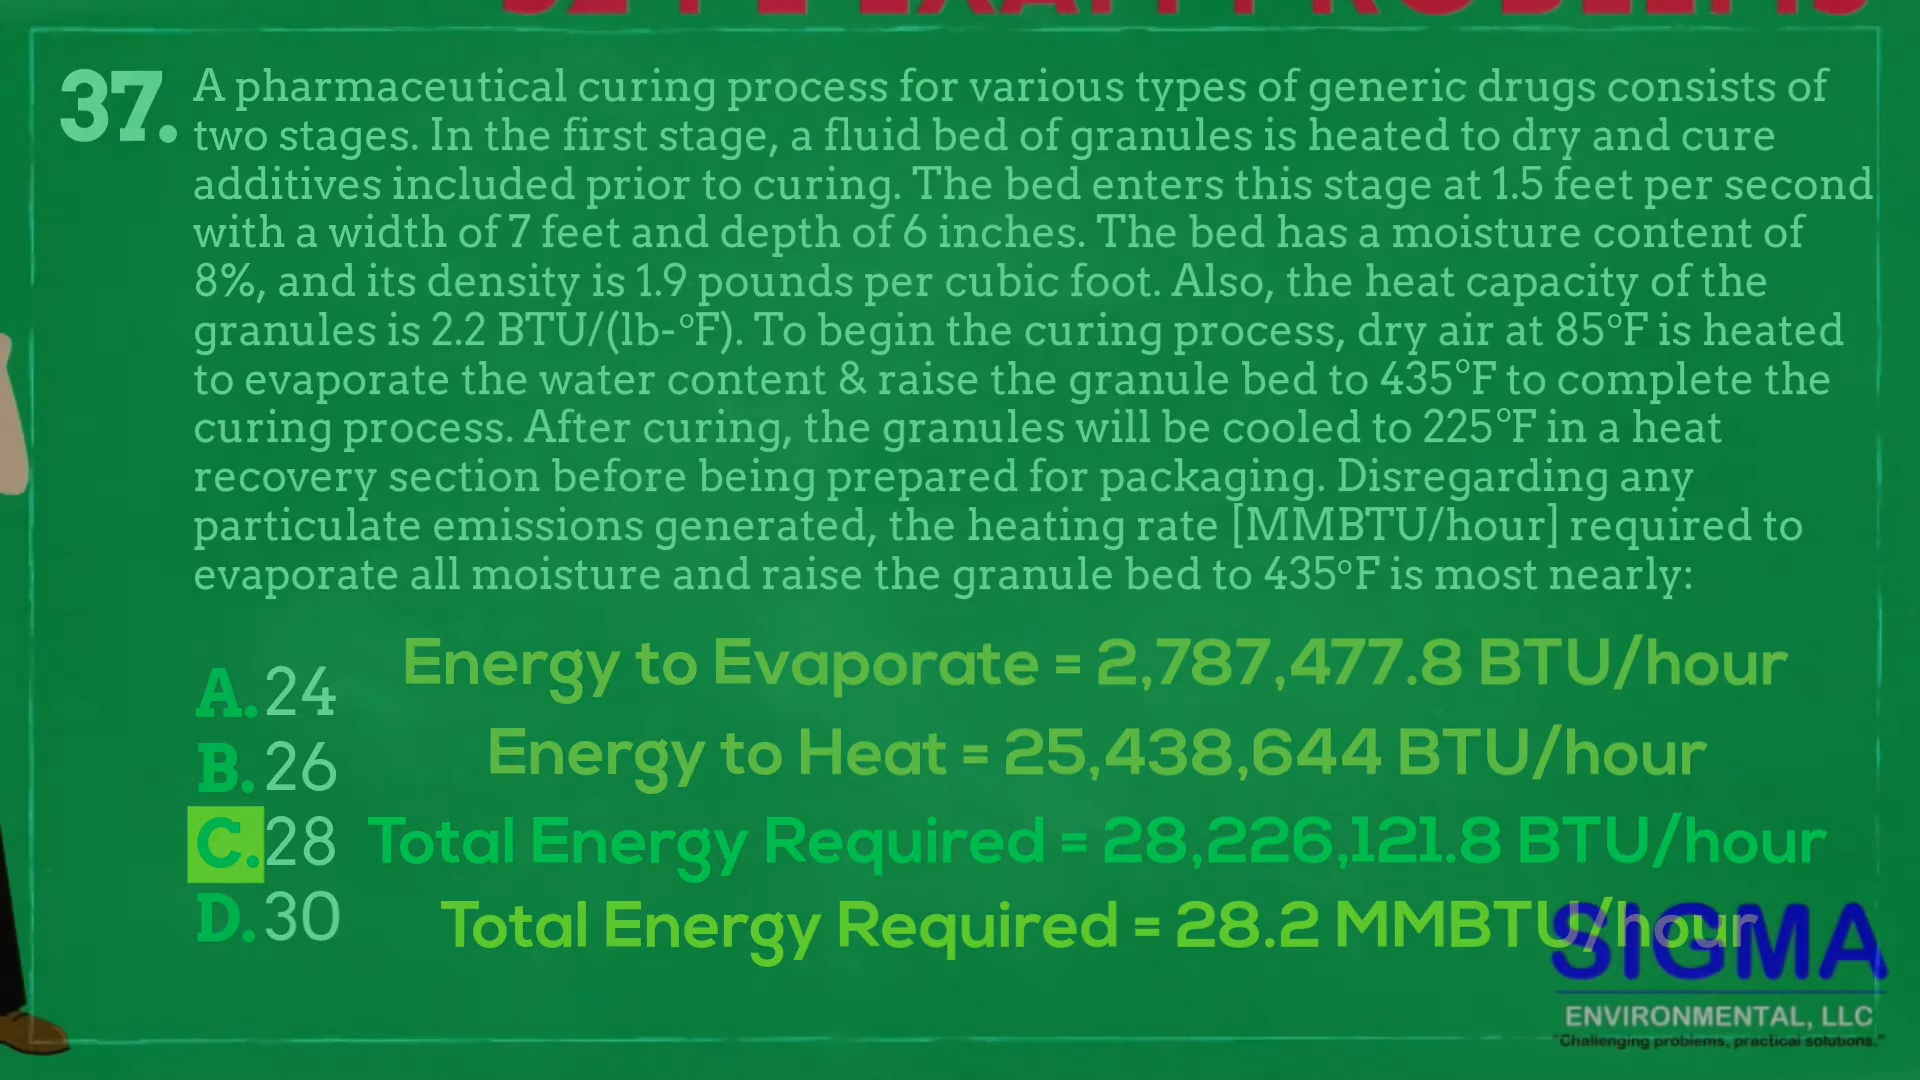 52 PE EXAM PROBLEMS
37. A pharmaceutical curing process for various types of generic drugs consists of
two stages. In the first stage, a fluid bed of granules is heated to dry and cure
additives included prior to curing. The bed enters this stage at 1.5 feet per second
with a width of 7 feet and depth of 6 inches. The bed has a moisture content of
8%, and its density is 1.9 pounds per cubic foot. Also, the heat capacity of the
granules is 2.2 BTU/(lb-°F). To begin the curing process, dry air at 85°F is heated
to evaporate the water content & raise the granule bed to 435°F to complete the
curing process. After curing, the granules will be cooled to 225°F in a heat
recovery section before being prepared for packaging. Disregarding any
particulate emissions generated, the heating rate [MMBTU/hour] required to
evaporate all moisture and raise the granule bed to 435°F is most nearly:
Energy to Evaporate = 2,787,477.8 BTU/hour
A. 24
Energy to Heat = 25,438,644 BTU/hour
B. 26
C. 28 Total Energy Required = 28,226,121.8 BTU/hour
D. 30 Total Energy Required = 28.2 MMBTU/hour
SIGMA
ENVIRONMENTAL, LLC
"Challenging problems, practical solutions."